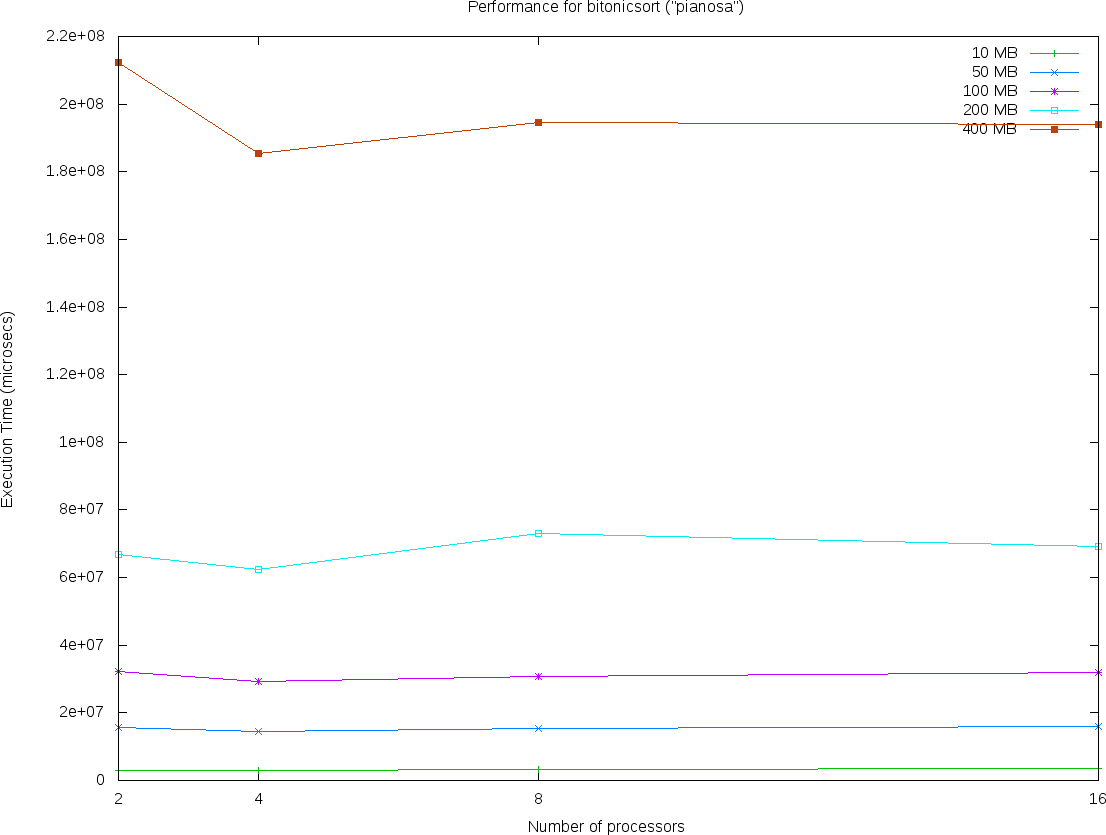 Performance for bitonicsort ("pianosa")
2.2e+08
2e+08
1.8e+08
1.6e+08
1.4e+08
1.2e+08
1e+08
8e+07
6e+07
4e+07
2e+07
0
Execution Time (microsecs)
10 MB
50 MB
100 MB
200 MB
400 MB
2 4 8 16
Number of processors